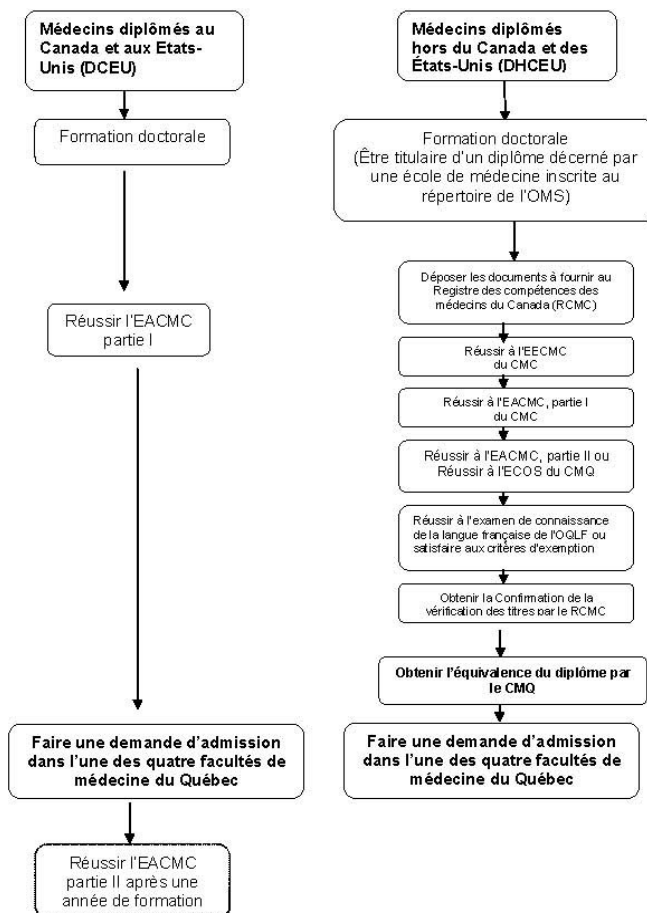 Médecins diplômés au
Canada et aux Etats-
Unis (DCEU)
Formation doctorale
Réussir l'EACMC
partie I
Faire une demande d'admission
dans l'une des quatre facultés de
médecine du Québec
Réussir l'EACMC
partie II après une
année de formation
Médecins diplômés
hors du Canada et des
États-Unis (DHCEU)
Formation doctorale
(Être titulaire d'un diplôme décerné par
une école de médecine inscrite au
répertoire de l'OMS)
Déposer les documents à fournir au
Registre des compétences des
médecins du Canada (RCMC)
Réussir à l'EECMC
du CMC
Réussir à l'EACMC, partie I
du CMC
Réussir à l'EACMC, partie II ou
Réussir à l'ECOS du CMQ
Réussir à l'examen de connaissance
de la langue française de l'OQLF ou
satisfaire aux critères d'exemption
Obtenir la Confirmation de la
vérification des titres par le RCMC
Obtenir l'équivalence du diplôme par
le CMQ
Faire une demande d'admission
dans l'une des quatre facultés de
médecine du Québec